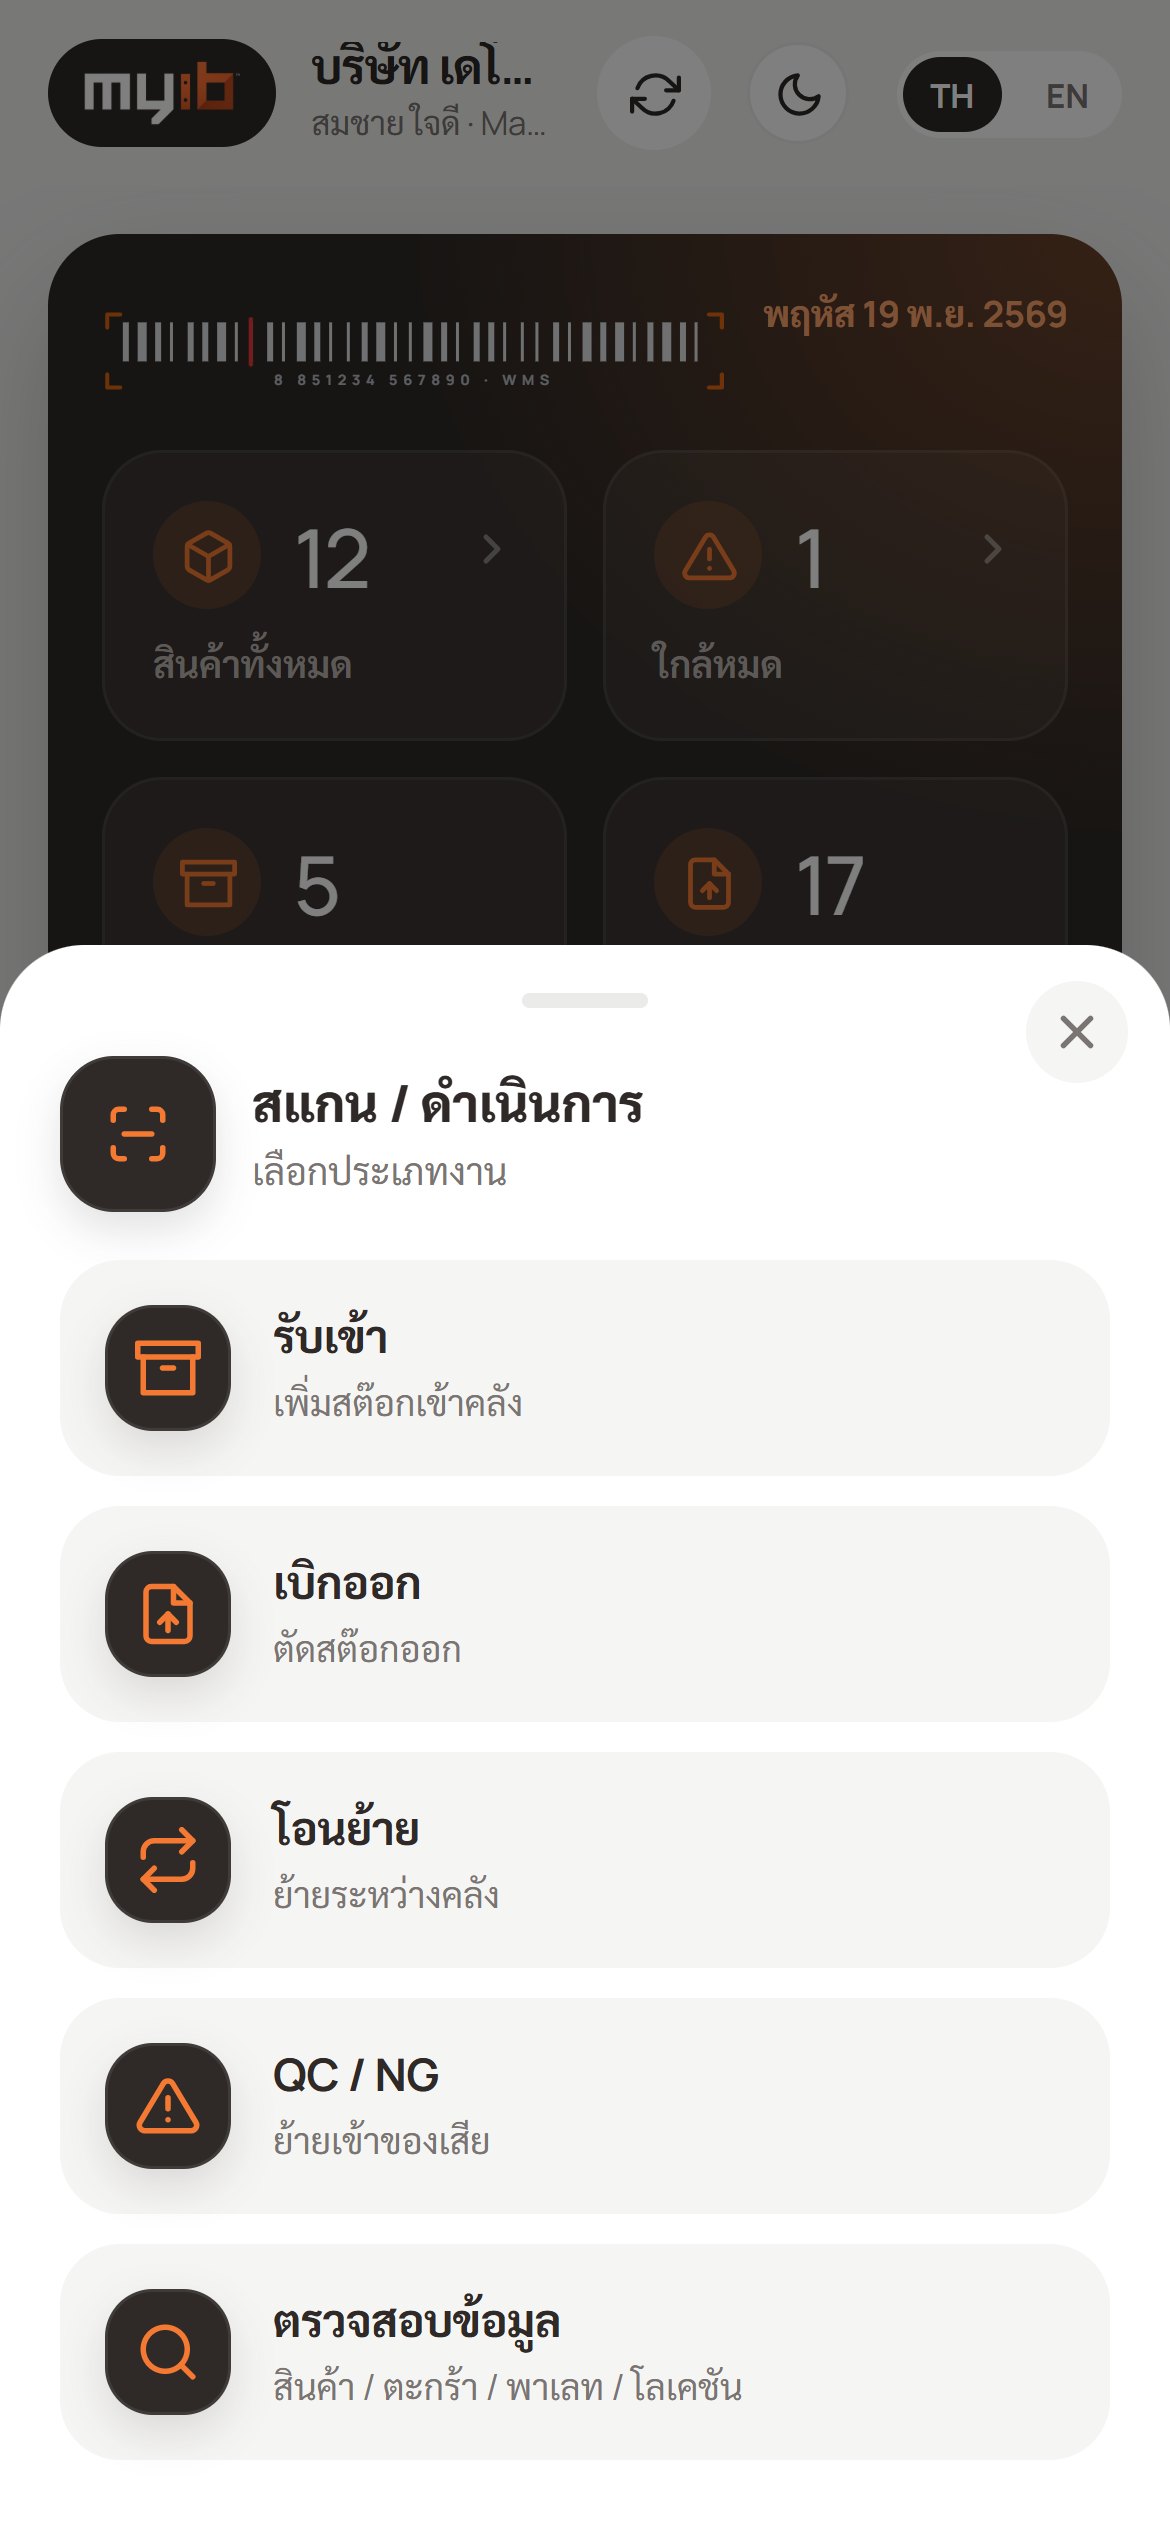 myib
บริษัท เดโ...
สมชาย ใจดี · Ma...
TH
EN
พฤหัส 19 พ.ย. 2569
8 851234 567890 · WMS
12
สินค้าทั้งหมด
1
ใกล้หมด
5
17
สแกน / ดำเนินการ
เลือกประเภทงาน
รับเข้า
เพิ่มสต๊อกเข้าคลัง
เบิกออก
ตัดสต๊อกออก
โอนย้าย
ย้ายระหว่างคลัง
QC / NG
ย้ายเข้าของเสีย
ตรวจสอบข้อมูล
สินค้า / ตะกร้า / พาเลท / โลเคชัน